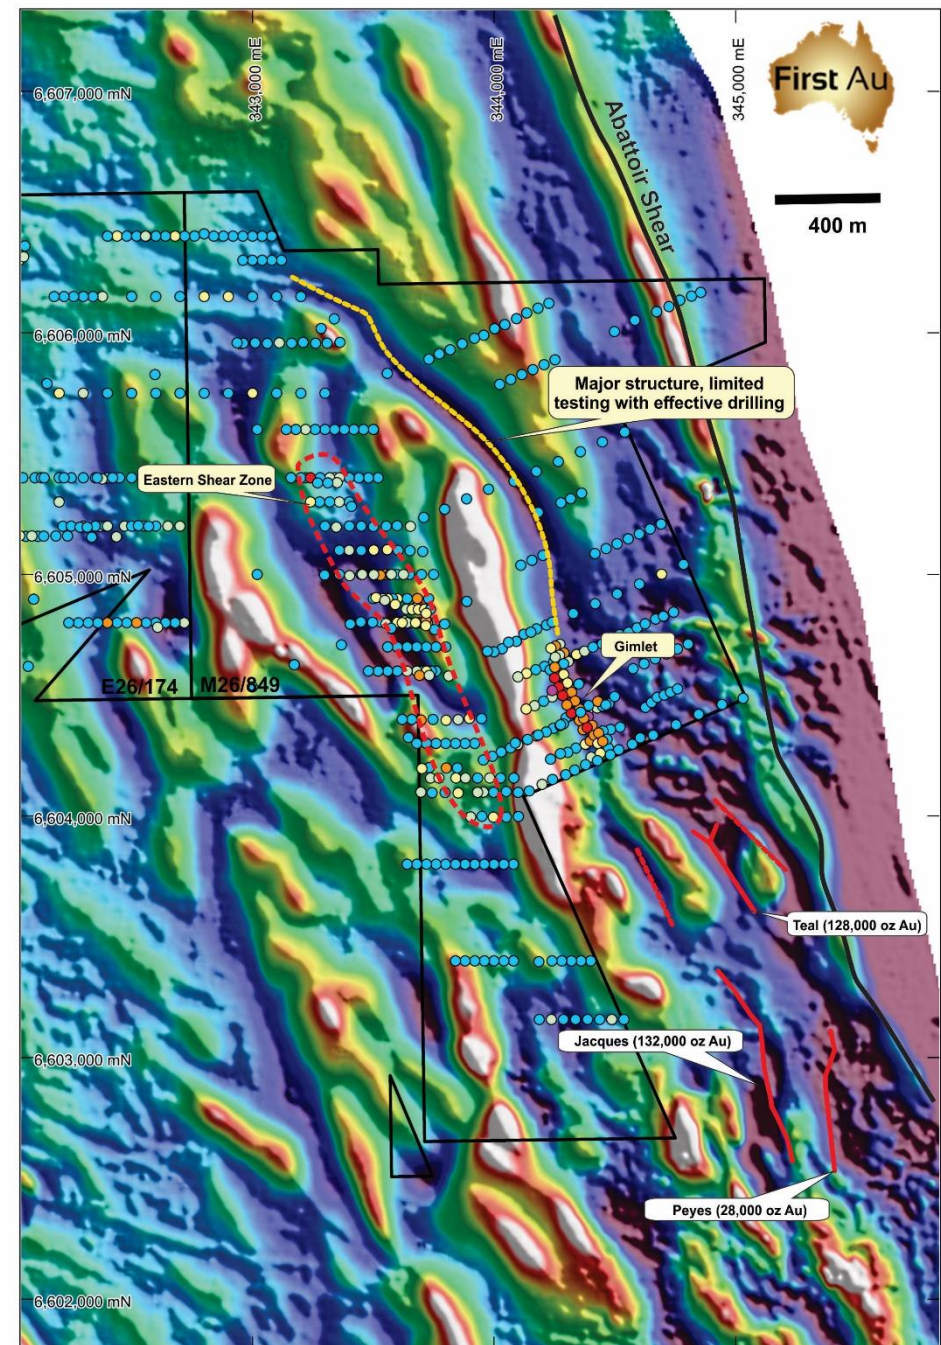 343,000 mE
344,000 mE
345,000 mE
First Au
6,607,000 mN
Abattoir Shear
400 m
6,606,000 mN
Major structure, limited
testing with effective drilling
Eastern Shear Zone
6,605,000 mN
Gimlet
E26/174
M26/849
6,604,000 mN
Teal (128,000 oz Au)
Jacques (132,000 oz Au)
6,603,000 mN
Peyes (28,000 oz Au)
6,602,000 mN